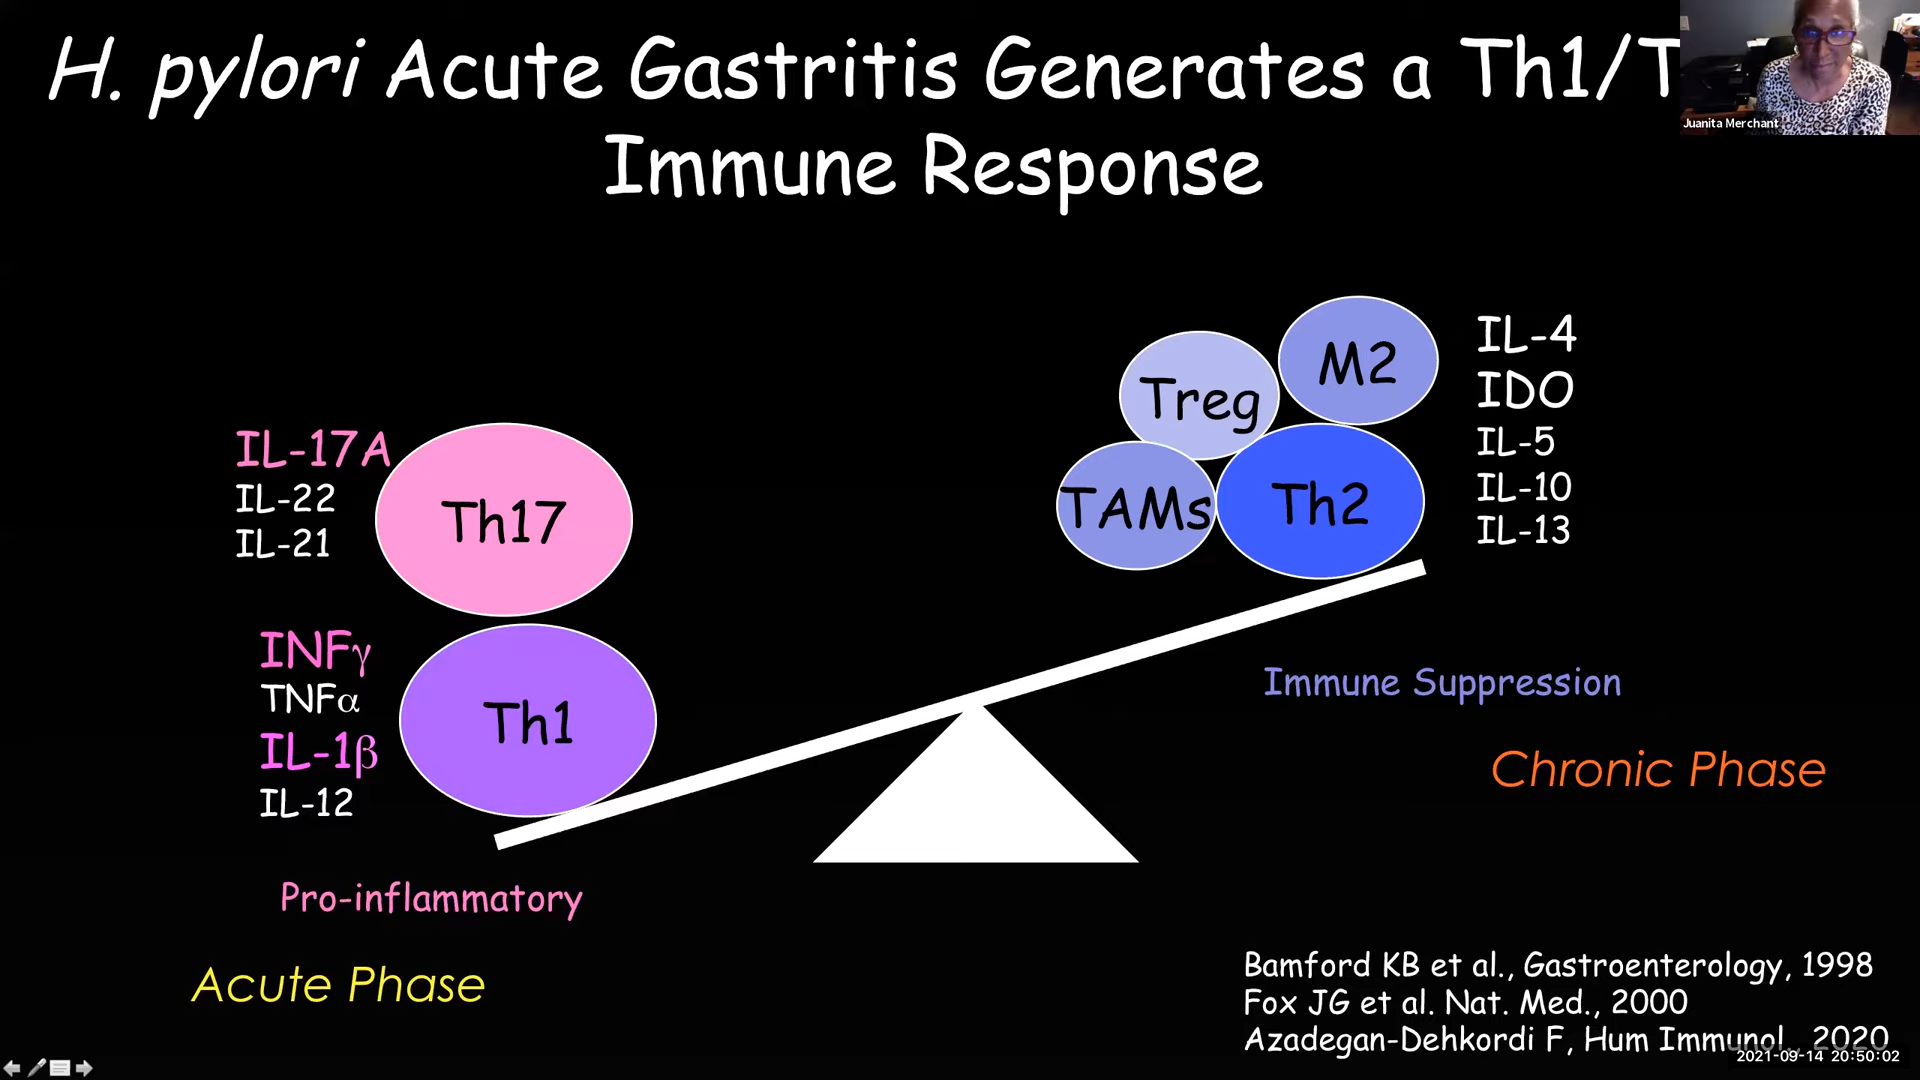 H. pylori Acute Gastritis Generates a Th1/T
Immune Response
Juanita Merchant
IL-17A
IL-22
IL-21
Th17
INFγ
TNFα
IL-1β
IL-12
Th1
Pro-inflammatory
Acute Phase
Treg
M2
TAMs
Th2
IL-4
IDO
IL-5
IL-10
IL-13
Immune Suppression
Chronic Phase
Bamford KB et al., Gastroenterology, 1998
Fox JG et al. Nat. Med., 2000
Azadegan-Dehkordi F, Hum Immunol., 2020
2021-09-14 20:50:02